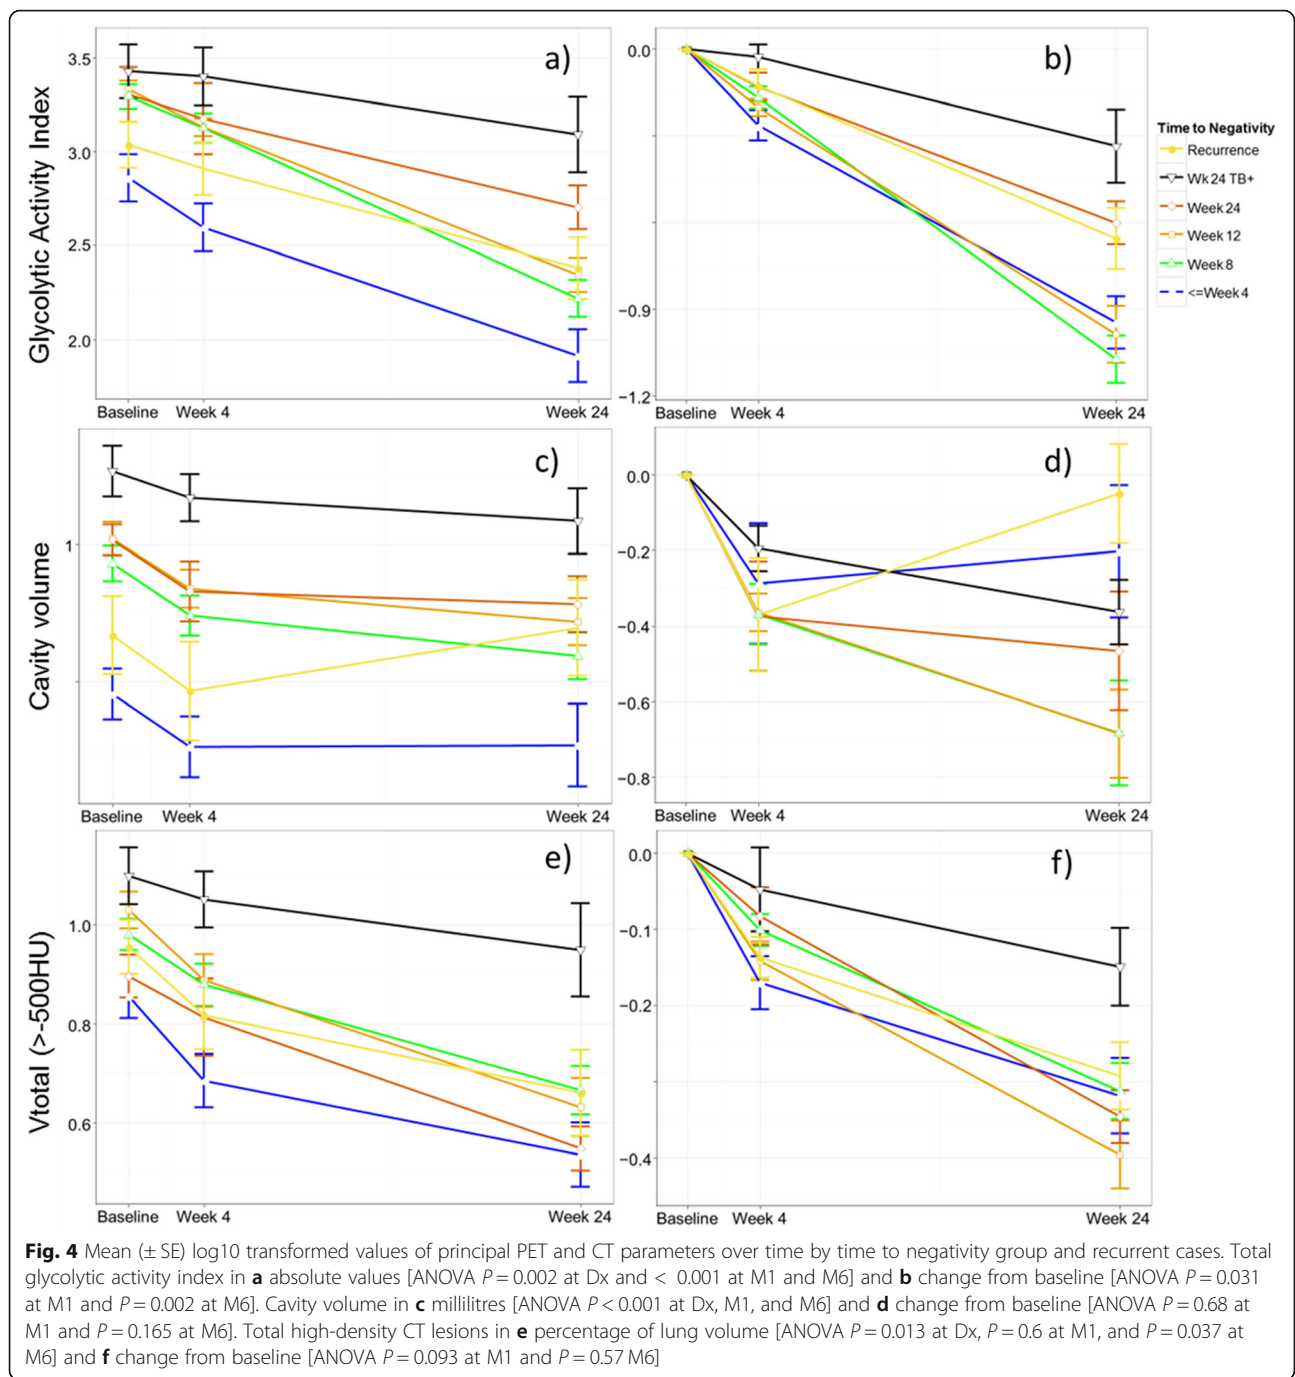 Glycolytic Activity Index
3.5
3.0
2.5
2.0
a)
Baseline Week 4 Week 24
0.0
−0.9
−1.2
b)
Baseline Week 4 Week 24
Time to Negativity
Recurrence
Wk 24 TB+
Week 24
Week 12
Week 8
<=Week 4
Cavity volume
1
c)
Baseline Week 4 Week 24
0.0
−0.2
−0.4
−0.6
−0.8
d)
Baseline Week 4 Week 24
Vtotal (>-500HU)
1.0
0.8
0.6
e)
Baseline Week 4 Week 24
0.0
−0.1
−0.2
−0.4
f)
Baseline Week 4 Week 24
Fig. 4 Mean (± SE) log10 transformed values of principal PET and CT parameters over time by time to negativity group and recurrent cases. Total
glycolytic activity index in a absolute values [ANOVA P = 0.002 at Dx and < 0.001 at M1 and M6] and b change from baseline [ANOVA P = 0.031
at M1 and P = 0.002 at M6]. Cavity volume in c millilitres [ANOVA P < 0.001 at Dx, M1, and M6] and d change from baseline [ANOVA P = 0.68 at
M1 and P = 0.165 at M6]. Total high-density CT lesions in e percentage of lung volume [ANOVA P = 0.013 at Dx, P = 0.6 at M1, and P = 0.037 at
M6] and f change from baseline [ANOVA P = 0.093 at M1 and P = 0.57 M6]